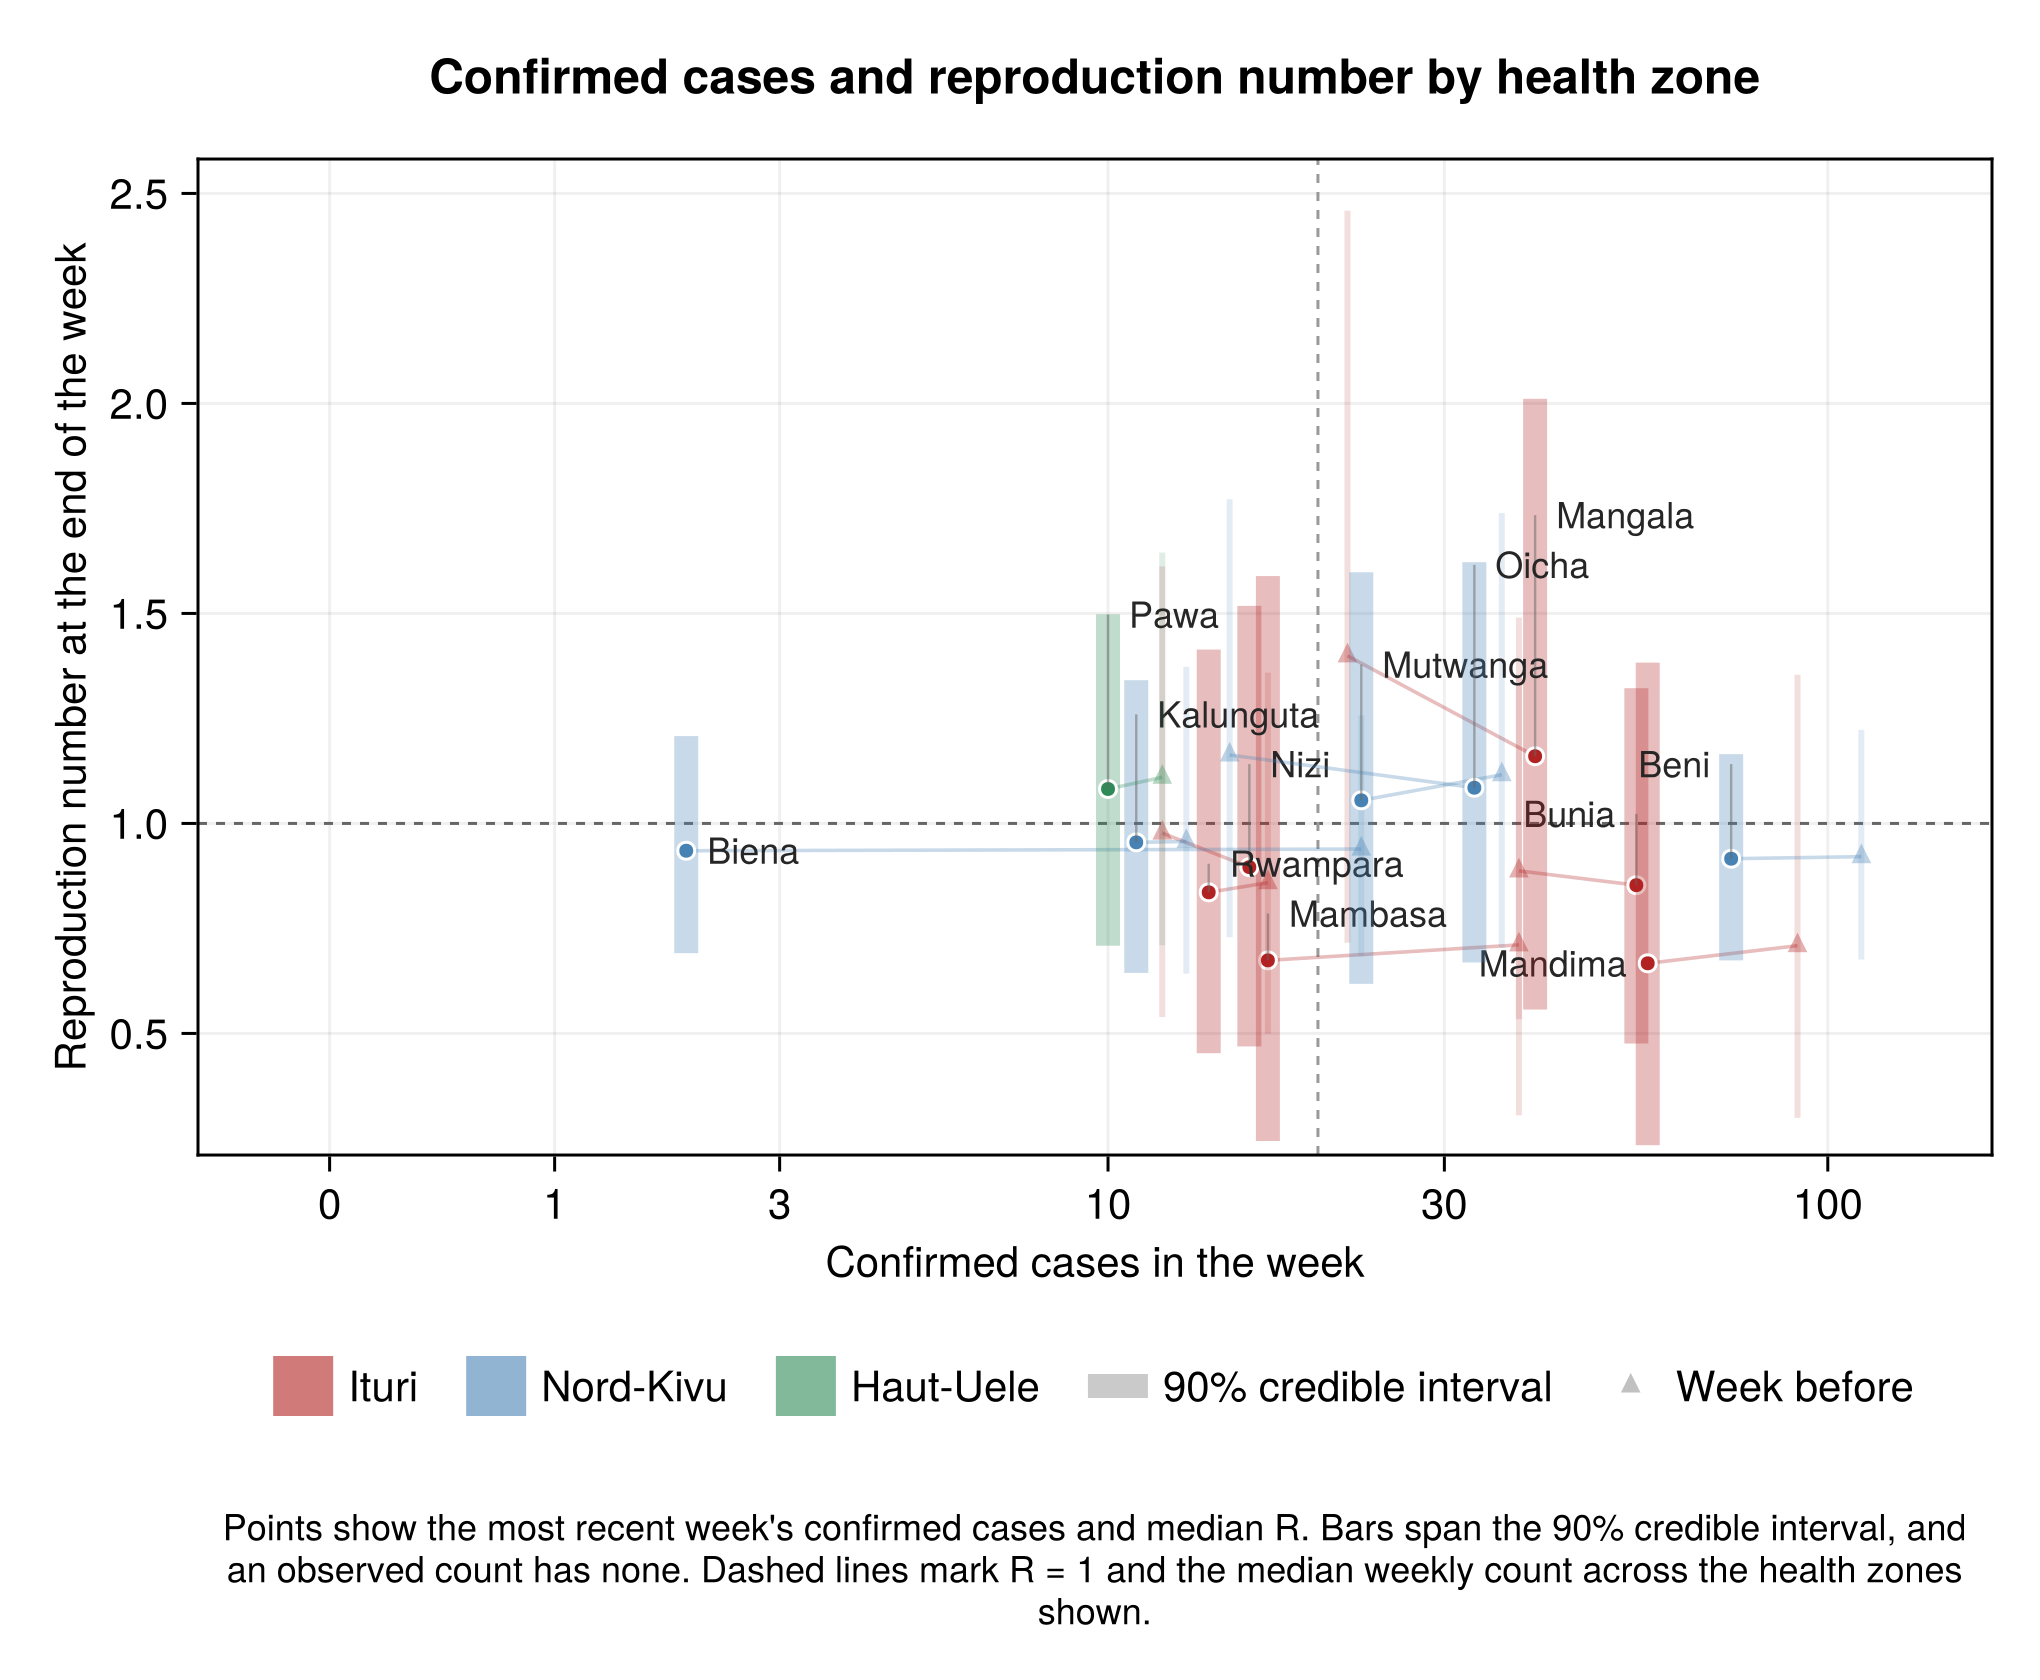 Confirmed cases and reproduction number by health zone
Reproduction number at the end of the week
2.5
2.0
1.5
1.0
0.5
Mangala
Oicha
Pawa
Mutwanga
Kalunguta
Nizi
Beni
Bunia
Biena
Rwampara
Mambasa
Mandima
0
1
3
10
30
100
Confirmed cases in the week
Ituri
Nord-Kivu
Haut-Uele
90% credible interval
Week before
Points show the most recent week's confirmed cases and median R. Bars span the 90% credible interval, and
an observed count has none. Dashed lines mark R = 1 and the median weekly count across the health zones
shown.